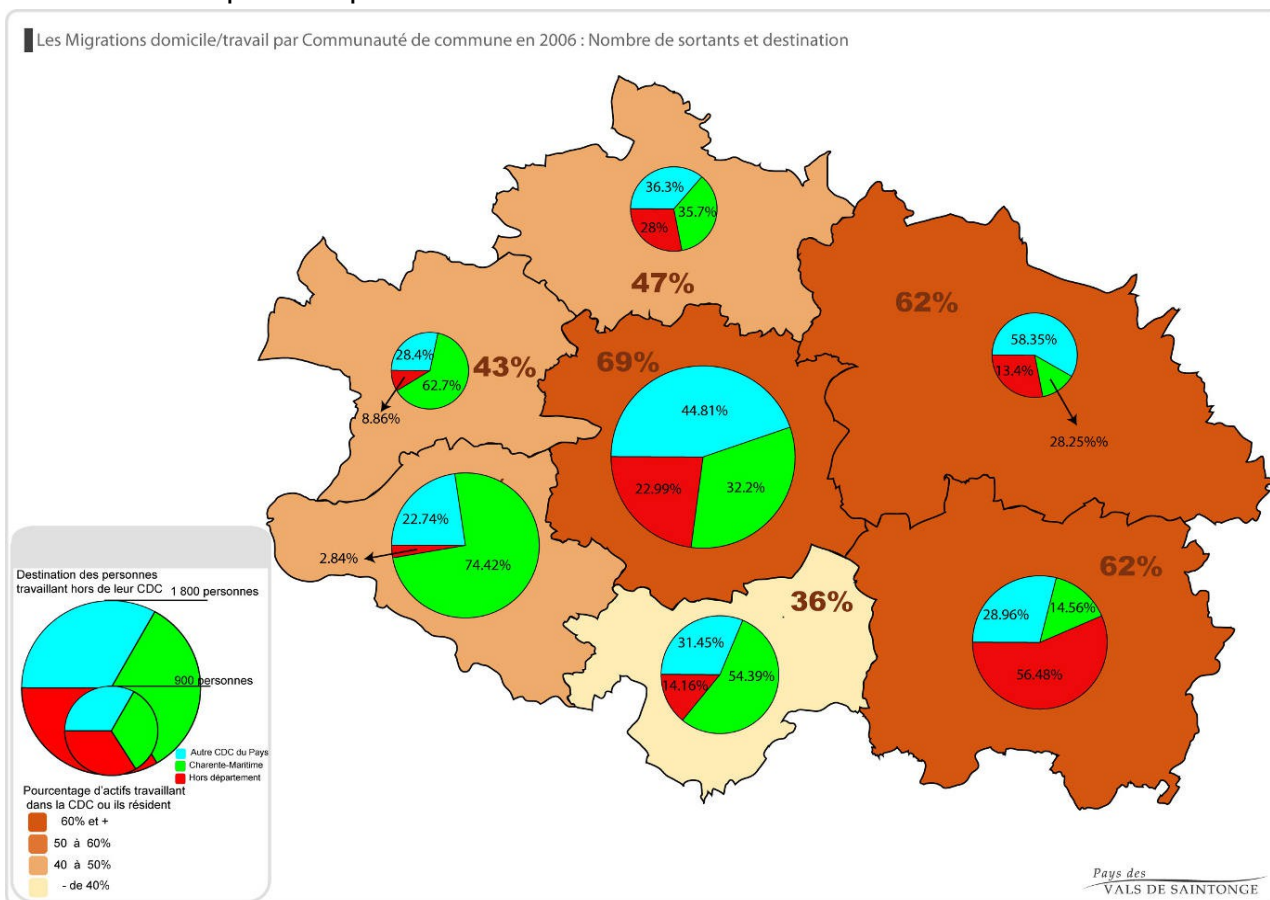 Les Migrations domicile/travail par Communauté de commune en 2006 : Nombre de sortants et destination
36.3%
35.7%
28%
47%
62%
58.35%
13.4%
28.25%%
28.4%
62.7%
8.86%
43%
69%
44.81%
22.99%
32.2%
22.74%
2.84%
74.42%
36%
31.45%
14.16%
54.39%
62%
28.96%
14.56%
56.48%
Destination des personnes
travaillant hors de leur CDC
1 800 personnes
900 personnes
Autre CDC du Pays
Charente-Maritime
Hors département
Pourcentage d'actifs travaillant
dans la CDC ou ils résident
60% et +
50 à 60%
40 à 50%
- de 40%
Pays des
VALS DE SAINTONGE